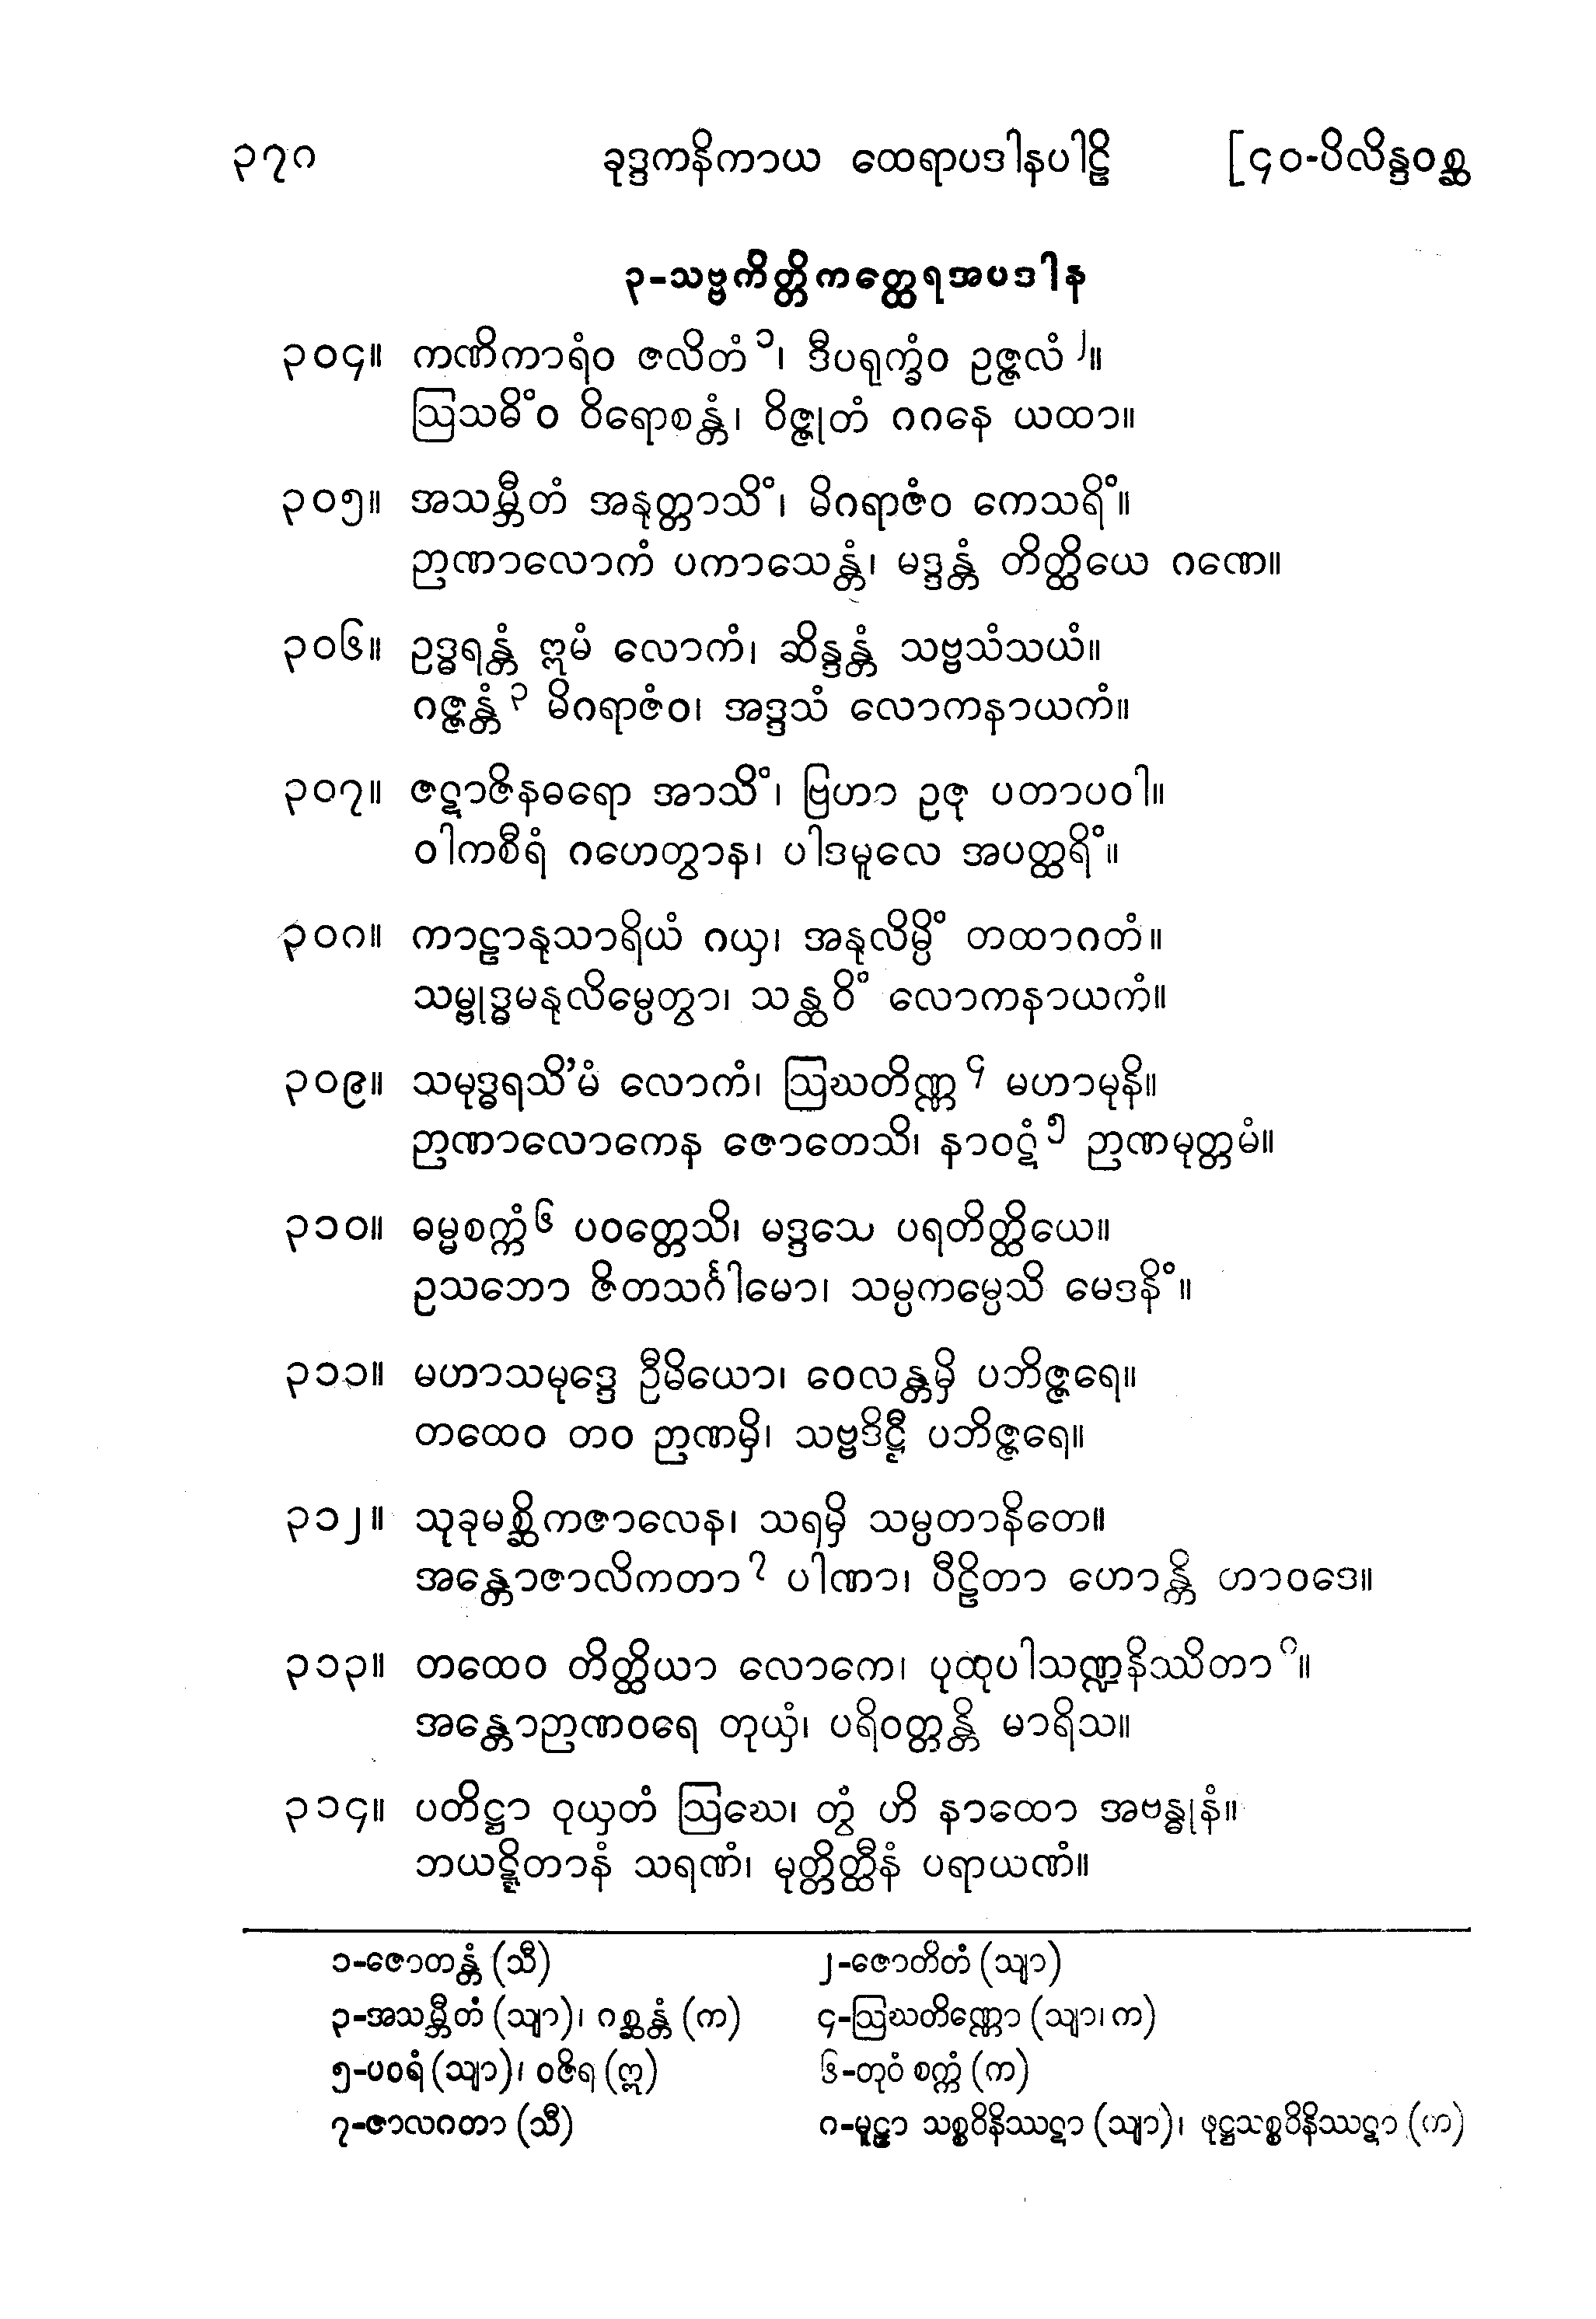 ၃၇၈ ခုဒ္ဒကနိကာယ ထေရာပဒါနပါဠိ [၄၀-ပိလိန္ဒဝစ္ဆ
၃-သဗ္ဗကိတ္တိကတ္ထေရအပဒါန
၃၀၄။ ကဏိကာရံဝ ဇလိတံ ၁၊ ဒီပရုက္ခံဝ ဥဇ္ဇလံ ၂။
ဩသဓိံဝ ဝိရောစန္တံ၊ ဝိဇ္ဇုတံ ဂဂနေ ယထာ။
၃၀၅။ အသမ္ဘီတံ အနုတ္တာသိံ၊ မိဂရာဇံဝ ကေသရိံ။
ဉာဏာလောကံ ပကာသေန္တံ၊ မဒ္ဒန္တံ တိတ္ထိယေ ဂဏေ။
၃၀၆။ ဥဒ္ဓရန္တံ ဣမံ လောကံ၊ ဆိန္ဒန္တံ သဗ္ဗသံသယံ။
ဂဇ္ဇန္တံ ၃ မိဂရာဇံဝ၊ အဒ္ဒသံ လောကနာယကံ။
၃၀၇။ ဇဋာဇိနဓရော အာသိံ၊ ဗြဟာ ဥဇု ပတာပဝါ။
ဝါကစီရံ ဂဟေတွာန၊ ပါဒမူလေ အပတ္ထရိံ။
၃၀၈။ ကာဠာနုသာရိယံ ဂယှ၊ အနုလိမ္ပိံ တထာဂတံ။
သမ္ဗုဒ္ဓမနုလိမ္ပေတွာ၊ သန္ထဝိံ လောကနာယကံ။
၃၀၉။ သမုဒ္ဓရသိ’မံ လောကံ၊ ဩဃတိဏ္ဏ ၄ မဟာမုနိ။
ဉာဏာလောကေန ဇောတေသိ၊ နာဝဋံ ၅ ဉာဏမုတ္တမံ။
၃၁၀။ ဓမ္မစက္ကံ ၆ ပဝတ္တေသိ၊ မဒ္ဒသေ ပရတိတ္ထိယေ။
ဥသဘော ဇိတသင်္ဂါမော၊ သမ္ပကမ္ပေသိ မေဒနိံ။
၃၁၁။ မဟာသမုဒ္ဒေ ဦမိယော၊ ဝေလန္တမှိ ပဘိဇ္ဇရေ။
တထေဝ တဝ ဉာဏမှိ၊ သဗ္ဗဒိဋ္ဌီ ပဘိဇ္ဇရေ။
၃၁၂။ သုခုမစ္ဆိကဇာလေန၊ သရမှိ သမ္ပတာနိတေ။
အန္တောဇာလိကတာ ၇ ပါဏာ၊ ပီဠိတာ ဟောန္တိ တာဝဒေ။
၃၁၃။ တထေဝ တိတ္ထိယာ လောကေ၊ ပုထုပါသဏ္ဍနိဿိတာ ၈။
အန္တောဉာဏဝရေ တုယှံ၊ ပရိဝတ္တန္တိ မာရိသ။
၃၁၄။ ပတိဋ္ဌာ ဝုယှတံ ဩဃေ၊ တွံ ဟိ နာထော အဗန္ဓုနံ။
ဘယဋ္ဋိတာနံ သရဏံ၊ မုတ္တိတ္ထီနံ ပရာယဏံ။
၁-ဇောတန္တံ (သီ) ၂-ဇောတိတံ (သျာ)
၃-အသမ္ဘီတံ (သျာ)၊ ဂစ္ဆန္တံ (က) ၄-ဩဃတိဏ္ဏော (သျာ၊ က)
၅-ပဝရံ (သျာ)၊ ဝဇိရ (ဣ) ၆-တုဝံ စက္ကံ (က)
၇-ဇာလဂတာ (သီ) ၈-မူဠှာ သစ္စဝိနိဿဋာ (သျာ)၊ ဖုဋ္ဌသစ္စဝိနိဿဋာ (က)